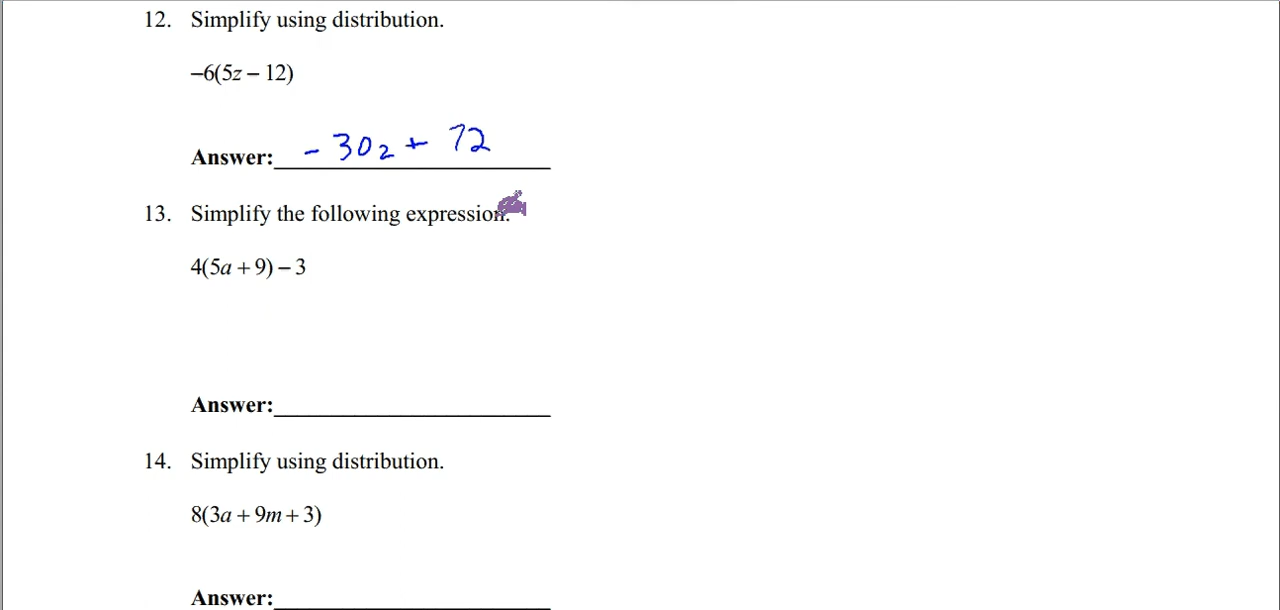 12. Simplify using distribution.
–6(5z – 12)
Answer: - 30z + 72
13. Simplify the following expression.
4(5a + 9) – 3
Answer:
14. Simplify using distribution.
8(3a + 9m + 3)
Answer: